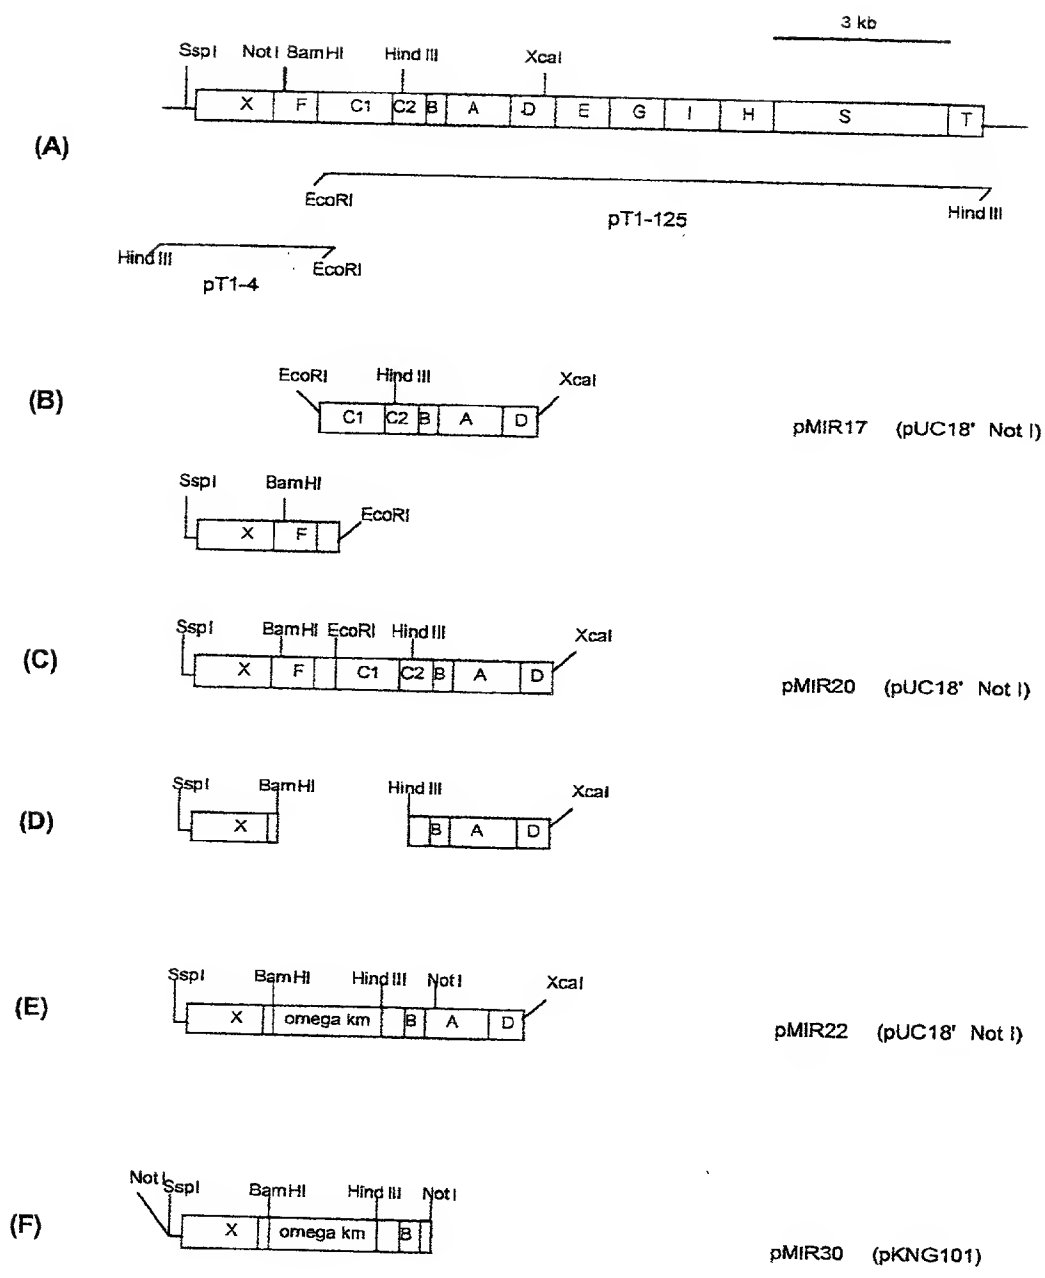 3 kb
SspI NotI BamHI Hind III XcaI
X F C1 C2 B A D E G I H S T
(A)
EcoRI pT1-125 Hind III
Hind III pT1-4 EcoRI
(B)
EcoRI Hind III XcaI
C1 C2 B A D
pMIR17 (pUC18' Not I)
SspI BamHI EcoRI
X F
(C)
SspI BamHI EcoRI Hind III XcaI
X F C1 C2 B A D
pMIR20 (pUC18' Not I)
(D)
SspI BamHI Hind III XcaI
X B A D
(E)
SspI BamHI Hind III Not I XcaI
X omega km B A D
pMIR22 (pUC18' Not I)
(F)
Not I SspI BamHI Hind III Not I
X omega km B
pMIR30 (pKNG101)